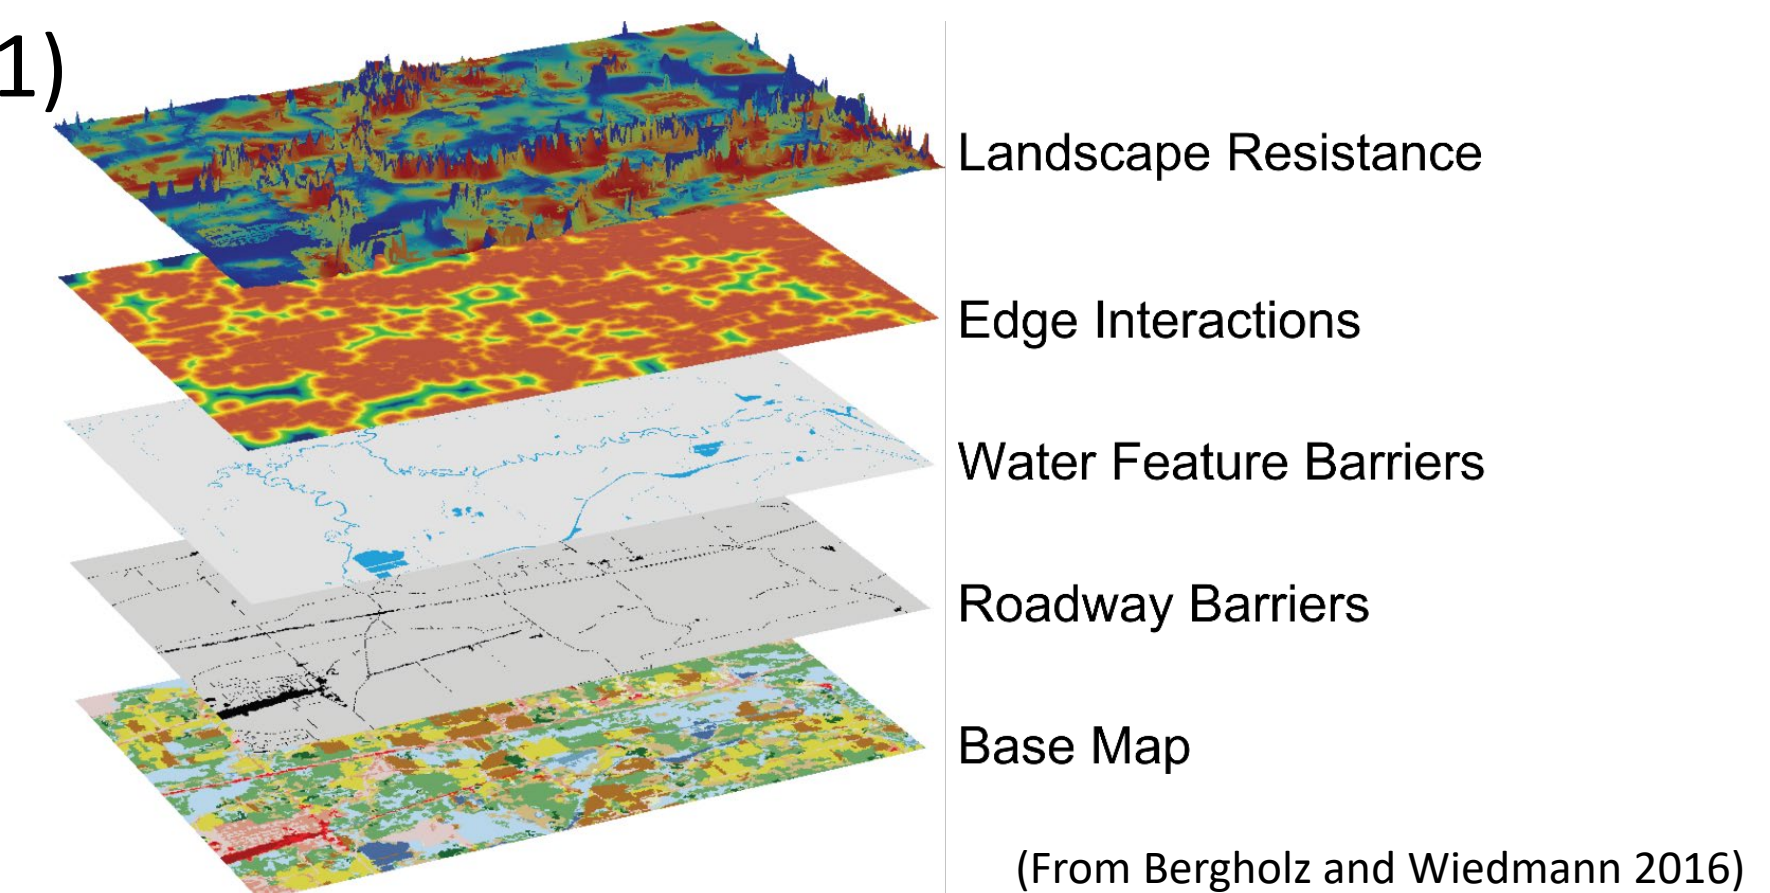 1)
Landscape Resistance
Edge Interactions
Water Feature Barriers
Roadway Barriers
Base Map
(From Bergholz and Wiedmann 2016)